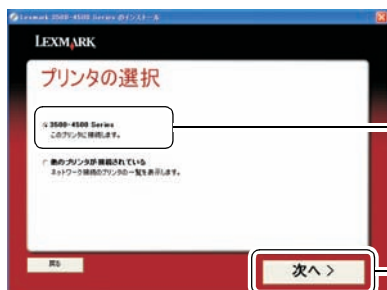 Lexmark 3500-4500 Series のインストール
LEXMARK
プリンタの選択
3500-4500 Series
このプリンタに接続します。
他のプリンタが接続されている
ネットワーク接続のプリンタの一覧を表示します。
戻る
次へ >